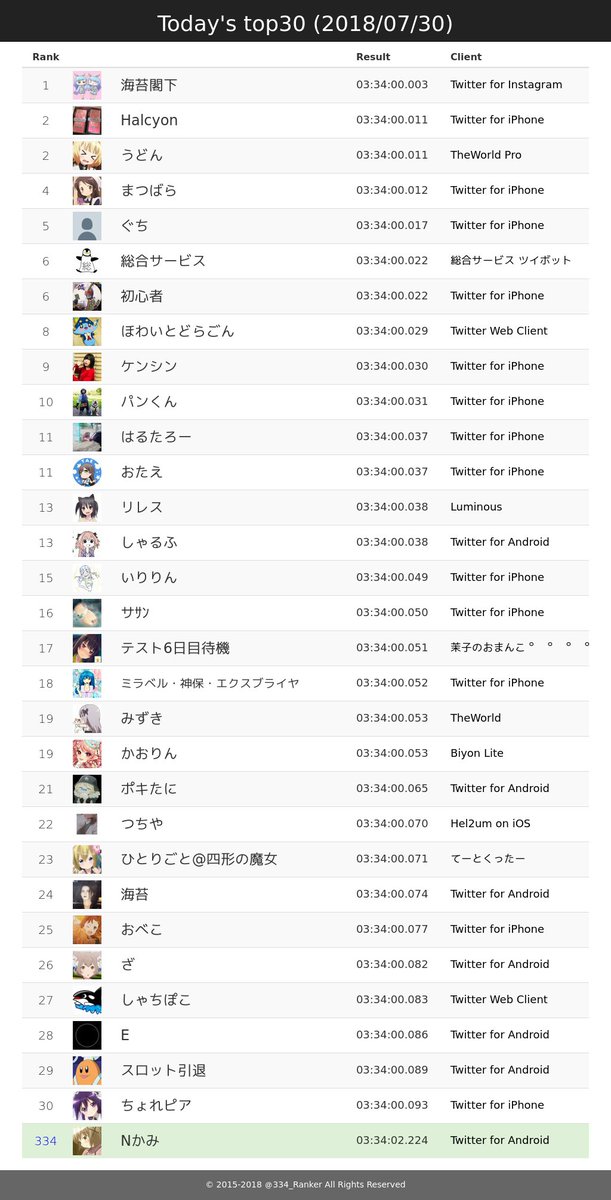 Today's top30 (2018/07/30)
Rank Result Client
1 海苔閣下 03:34:00.003 Twitter for Instagram
2 Halcyon 03:34:00.011 Twitter for iPhone
2 うどん 03:34:00.011 TheWorld Pro
4 まつばら 03:34:00.012 Twitter for iPhone
5 ぐち 03:34:00.017 Twitter for iPhone
6 総合サービス 03:34:00.022 総合サービス ツイボット
6 初心者 03:34:00.022 Twitter for iPhone
8 ほわいとどらごん 03:34:00.029 Twitter Web Client
9 ケンシン 03:34:00.030 Twitter for iPhone
10 パンくん 03:34:00.031 Twitter for iPhone
11 はるたろー 03:34:00.037 Twitter for iPhone
11 おたえ 03:34:00.037 Twitter for iPhone
13 リレス 03:34:00.038 Luminous
13 しゃるふ 03:34:00.038 Twitter for Android
15 いりりん 03:34:00.049 Twitter for iPhone
16 ササン 03:34:00.050 Twitter for iPhone
17 テスト6日目待機 03:34:00.051 茉子のおまんこ゜ ゜ ゜ ゜
18 ミラベル・神保・エクスブライヤ 03:34:00.052 Twitter for iPhone
19 みずき 03:34:00.053 TheWorld
19 かおりん 03:34:00.053 Biyon Lite
21 ポキたに 03:34:00.065 Twitter for Android
22 つちや 03:34:00.070 Hel2um on iOS
23 ひとりごと@四形の魔女 03:34:00.071 てーとくったー
24 海苔 03:34:00.074 Twitter for Android
25 おべこ 03:34:00.077 Twitter for iPhone
26 ざ 03:34:00.082 Twitter for Android
27 しゃちぽこ 03:34:00.083 Twitter Web Client
28 E 03:34:00.086 Twitter for Android
29 スロット引退 03:34:00.089 Twitter for Android
30 ちょれピア 03:34:00.093 Twitter for iPhone
334 Nかみ 03:34:02.224 Twitter for Android
© 2015-2018 @334_Ranker All Rights Reserved